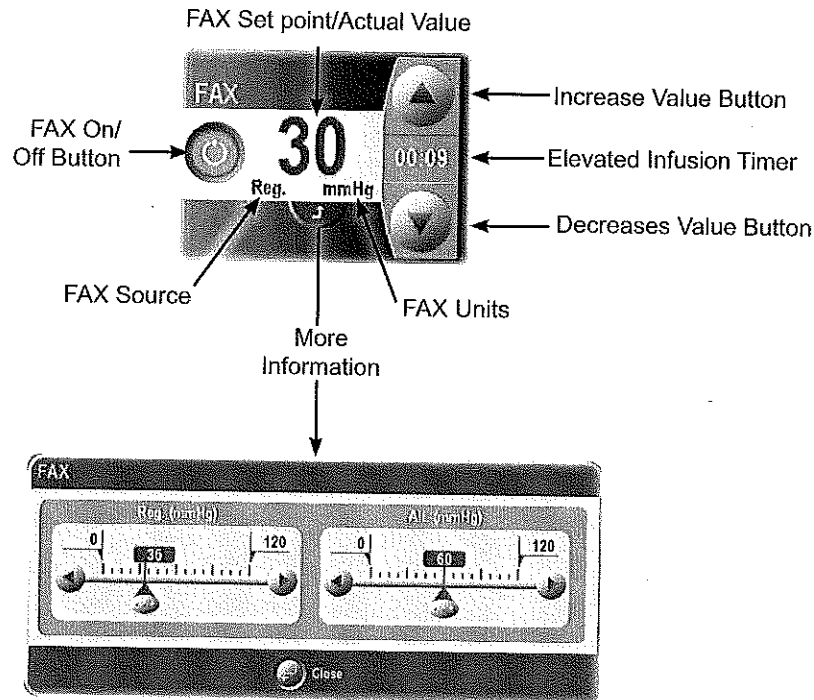 FAX Set point/Actual Value
FAX
Increase Value Button
FAX On/
Off Button
30
00:09
Elevated Infusion Timer
Reg. mmHg
Decreases Value Button
FAX Source
FAX Units
More
Information
FAX
Reg. (mmHg)
Alt. (mmHg)
0
120
0
120
60
Close